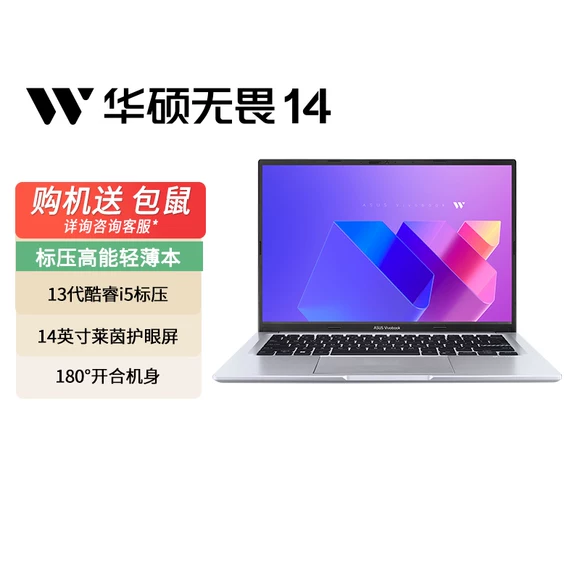 华硕无畏14
购机送 包鼠
详询咨询客服*
标压高能轻薄本
13代酷睿i5标压
14英寸莱茵护眼屏
180°开合机身
ASUS Vivobook